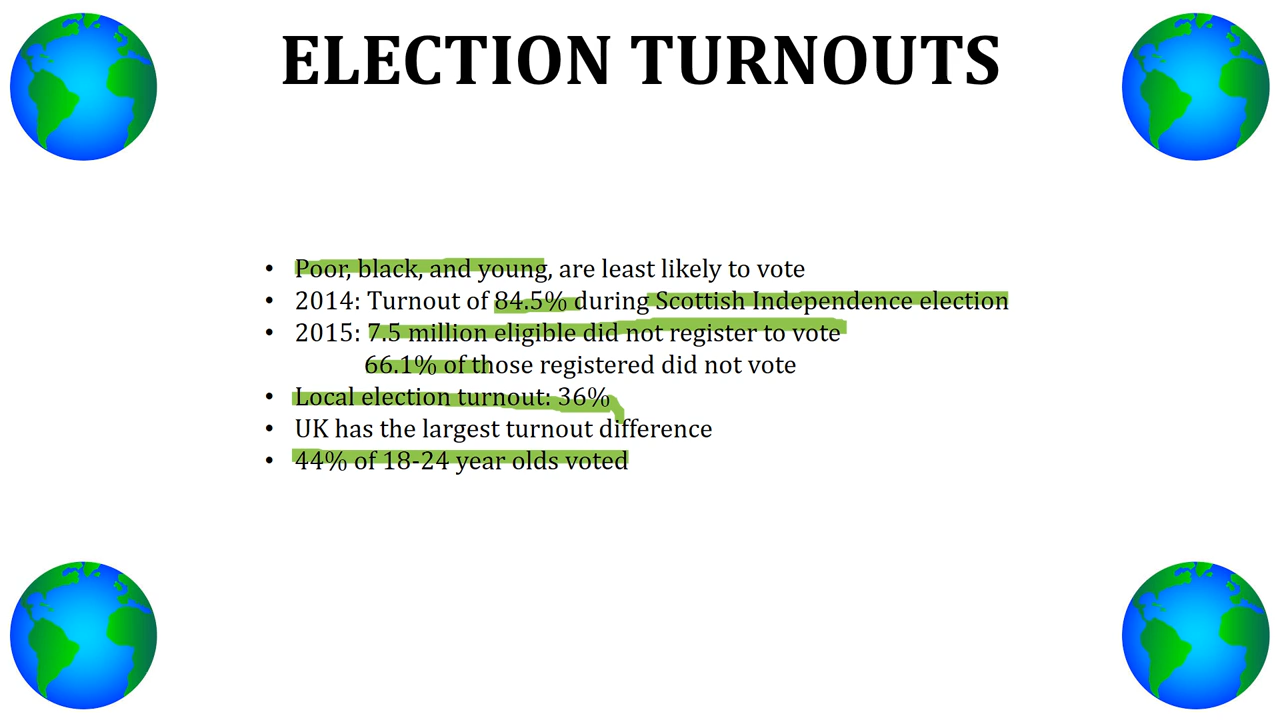 ELECTION TURNOUTS
• Poor, black, and young, are least likely to vote
• 2014: Turnout of 84.5% during Scottish Independence election
• 2015: 7.5 million eligible did not register to vote
66.1% of those registered did not vote
• Local election turnout: 36%
• UK has the largest turnout difference
• 44% of 18-24 year olds voted